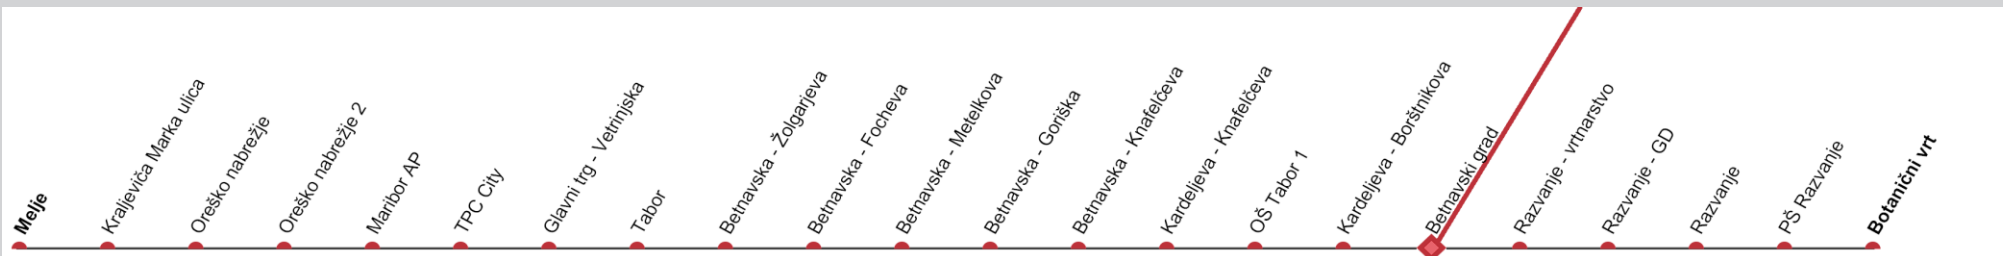 Melje
Kraljeviča Marka ulica
Oreško nabrežje
Oreško nabrežje 2
Maribor AP
TPC City
Glavni trg - Vetrinjska
Tabor
Betnavska - Žolgarjeva
Betnavska - Focheva
Betnavska - Metelkova
Betnavska - Goriška
Betnavska - Knafelčeva
Kardeljeva - Knafelčeva
OŠ Tabor 1
Kardeljeva - Borštnikova
Betnavski grad
Razvanje - vrtnarstvo
Razvanje - GD
Razvanje
PŠ Razvanje
Botanični vrt